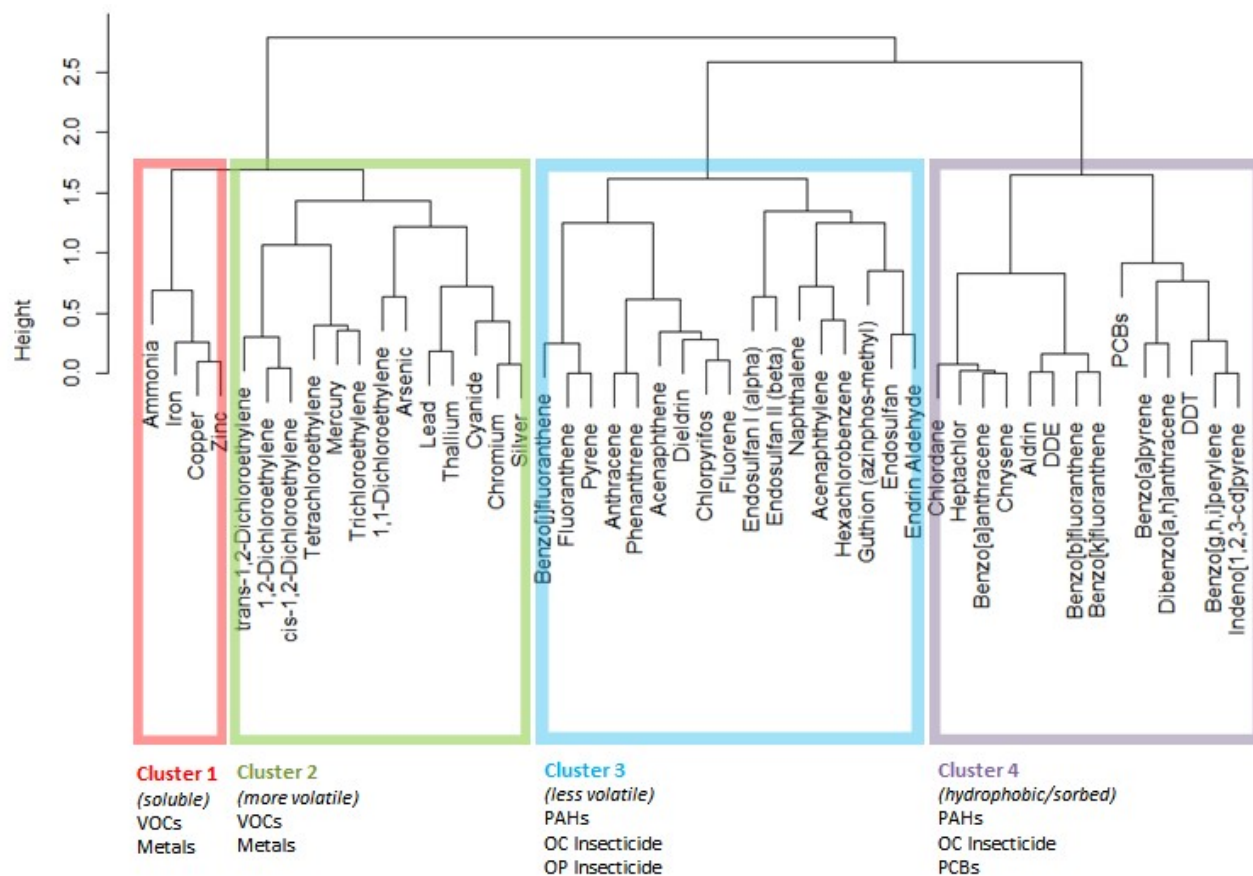 Height
0.0
0.5
1.0
1.5
2.0
2.5
Ammonia
Iron
Copper
Zinc
trans-1,2-Dichloroethylene
1,2-Dichloroethylene
cis-1,2-Dichloroethylene
Tetrachloroethylene
Mercury
Trichloroethylene
1,1-Dichloroethylene
Arsenic
Lead
Thallium
Cyanide
Chromium
Silver
Benzo[j]fluoranthene
Fluoranthene
Pyrene
Anthracene
Phenanthrene
Acenaphthene
Dieldrin
Chlorpyrifos
Fluorene
Endosulfan I (alpha)
Endosulfan II (beta)
Naphthalene
Acenaphthylene
Hexachlorobenzene
Guthion (azinphos-methyl)
Endosulfan
Endrin Aldehyde
Chlordane
Heptachlor
Benzo[a]anthracene
Chrysene
Aldrin
DDE
Benzo[b]fluoranthene
Benzo[k]fluoranthene
PCBs
Benzo[a]pyrene
Dibenzo[a,h]anthracene
DDT
Benzo[g,h,i]perylene
Indeno[1,2,3-cd]pyrene
Cluster 1
(soluble)
VOCs
Metals
Cluster 2
(more volatile)
VOCs
Metals
Cluster 3
(less volatile)
PAHs
OC Insecticide
OP Insecticide
Cluster 4
(hydrophobic/sorbed)
PAHs
OC Insecticide
PCBs